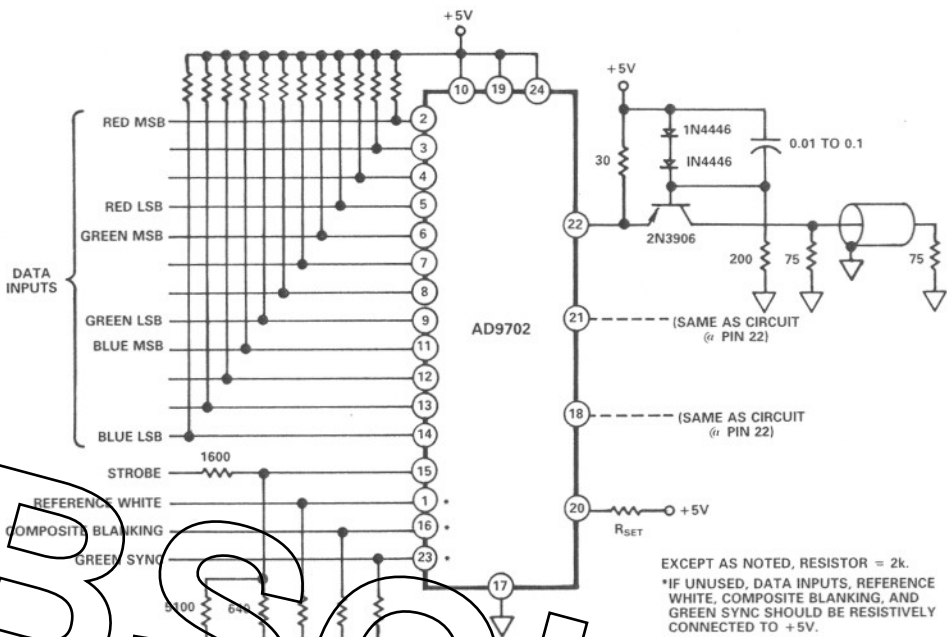 +5V
10
19
24
+5V
DATA
INPUTS
RED MSB
2
3
4
RED LSB
5
GREEN MSB
6
7
8
GREEN LSB
9
BLUE MSB
11
12
13
BLUE LSB
14
STROBE
1600
15
REFERENCE WHITE
1
*
COMPOSITE BLANKING
16
*
GREEN SYNC
23
*
5100
640
17
AD9702
22
30
1N4446
IN4446
0.01 TO 0.1
2N3906
200
75
75
21
(SAME AS CIRCUIT
@ PIN 22)
18
(SAME AS CIRCUIT
@ PIN 22)
20
RSET
+5V
EXCEPT AS NOTED, RESISTOR = 2k.
*IF UNUSED, DATA INPUTS, REFERENCE
WHITE, COMPOSITE BLANKING, AND
GREEN SYNC SHOULD BE RESISTIVELY
CONNECTED TO +5V.